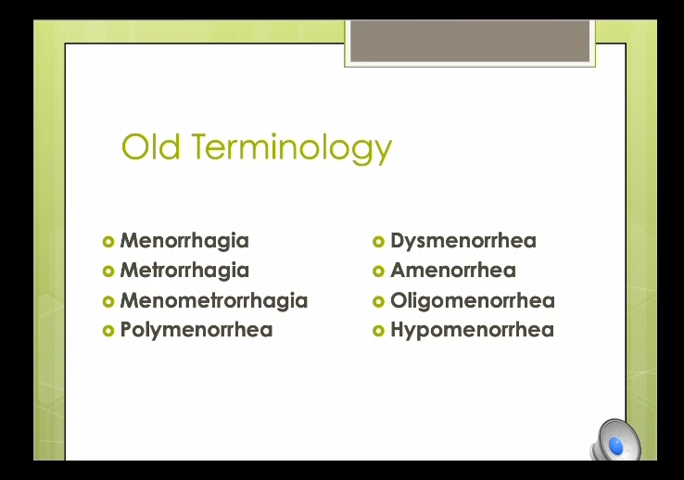 Old Terminology
Menorrhagia
Metrorrhagia
Menometrorrhagia
Polymenorrhea
Dysmenorrhea
Amenorrhea
Oligomenorrhea
Hypomenorrhea